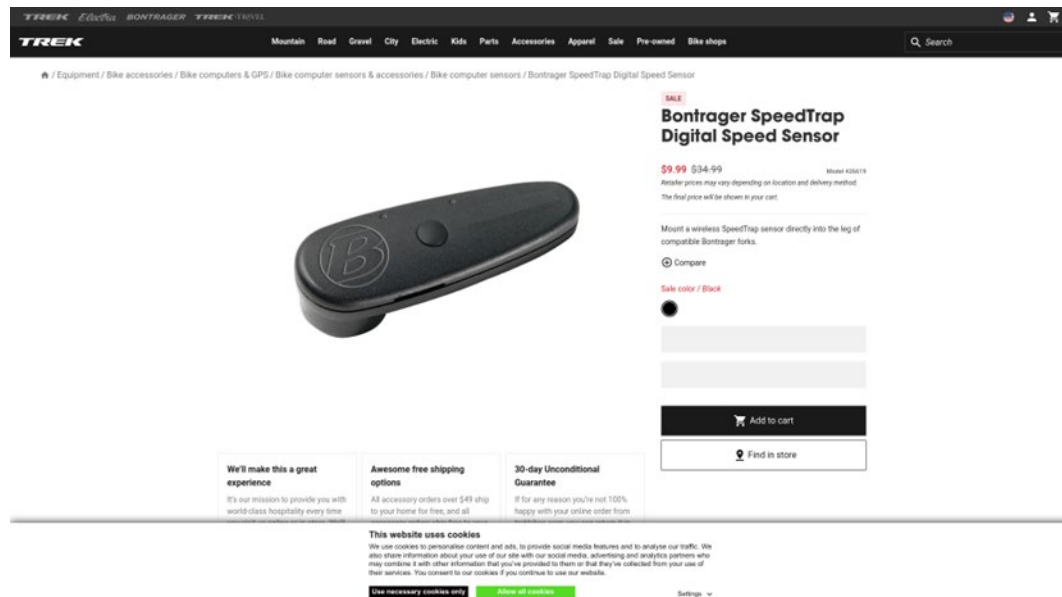 TREK Electra BONTRAGER TREK TRAVEL
TREK Mountain Road Gravel City Electric Kids Parts Accessories Apparel Sale Pre-owned Bike shops Search
/ Equipment / Bike accessories / Bike computers & GPS / Bike computer sensors & accessories / Bike computer sensors / Bontrager SpeedTrap Digital Speed Sensor
SALE
Bontrager SpeedTrap
Digital Speed Sensor
$9.99 $34.99 Model #26619
Retailer prices may vary depending on location and delivery method.
The final price will be shown in your cart.
Mount a wireless SpeedTrap sensor directly into the leg of
compatible Bontrager forks.
Compare
Sale color / Black
B
Add to cart
Find in store
We'll make this a great
experience
It's our mission to provide you with
world-class hospitality every time
Awesome free shipping
options
All accessory orders over $49 ship
to your home for free, and all
30-day Unconditional
Guarantee
If for any reason you're not 100%
happy with your online order from
This website uses cookies
We use cookies to personalise content and ads, to provide social media features and to analyse our traffic. We
also share information about your use of our site with our social media, advertising and analytics partners who
may combine it with other information that you've provided to them or that they've collected from your use of
their services. You consent to our cookies if you continue to use our website.
Use necessary cookies only Allow all cookies Settings